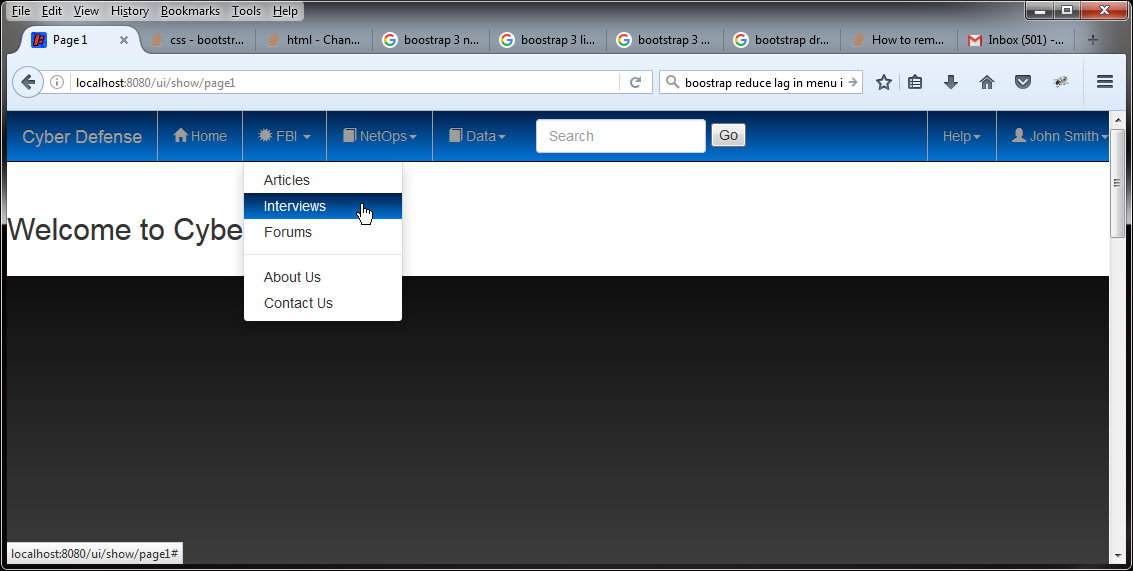 File Edit View History Bookmarks Tools Help
Page 1 css - bootstr... html - Chan... boostrap 3 n... boostrap 3 li... bootstrap 3 ... bootstrap dr... How to rem... Inbox (501) -...
localhost:8080/ui/show/page1 boostrap reduce lag in menu i
Cyber Defense Home FBI NetOps Data Search Go Help John Smith
Articles
Interviews
Welcome to Cybe
Forums
About Us
Contact Us
localhost:8080/ui/show/page1#